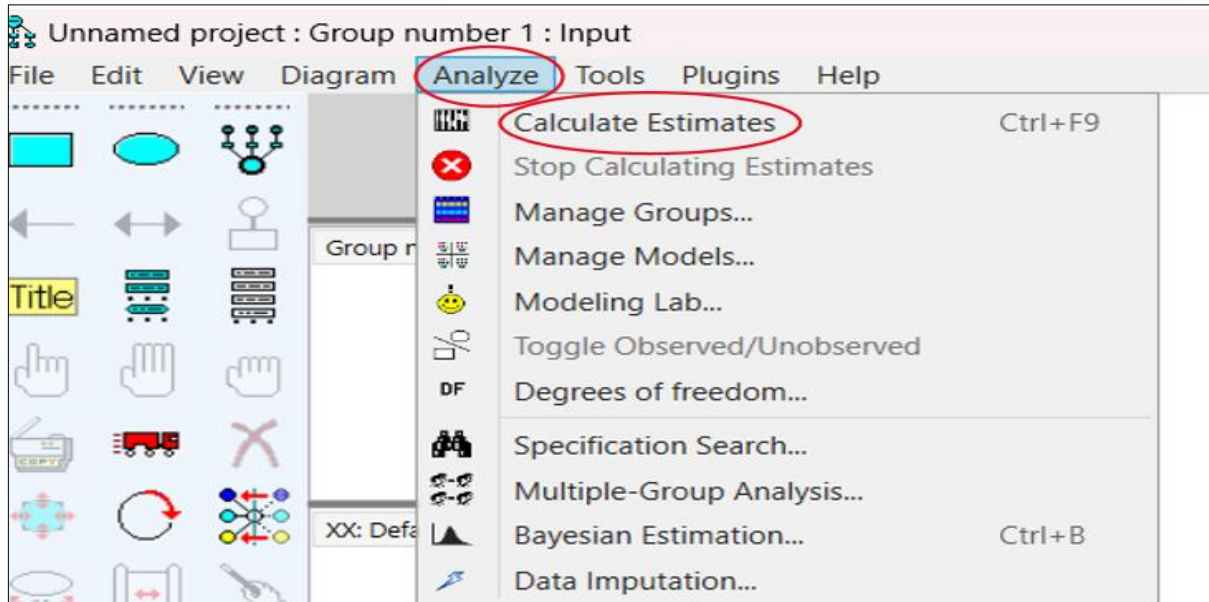 Unnamed project : Group number 1 : Input
File Edit View Diagram Analyze Tools Plugins Help
Calculate Estimates Ctrl+F9
Stop Calculating Estimates
Manage Groups...
Group n
Manage Models...
Title
Modeling Lab...
Toggle Observed/Unobserved
DF Degrees of freedom...
COPY
Specification Search...
Multiple-Group Analysis...
XX: Defa
Bayesian Estimation... Ctrl+B
Data Imputation...